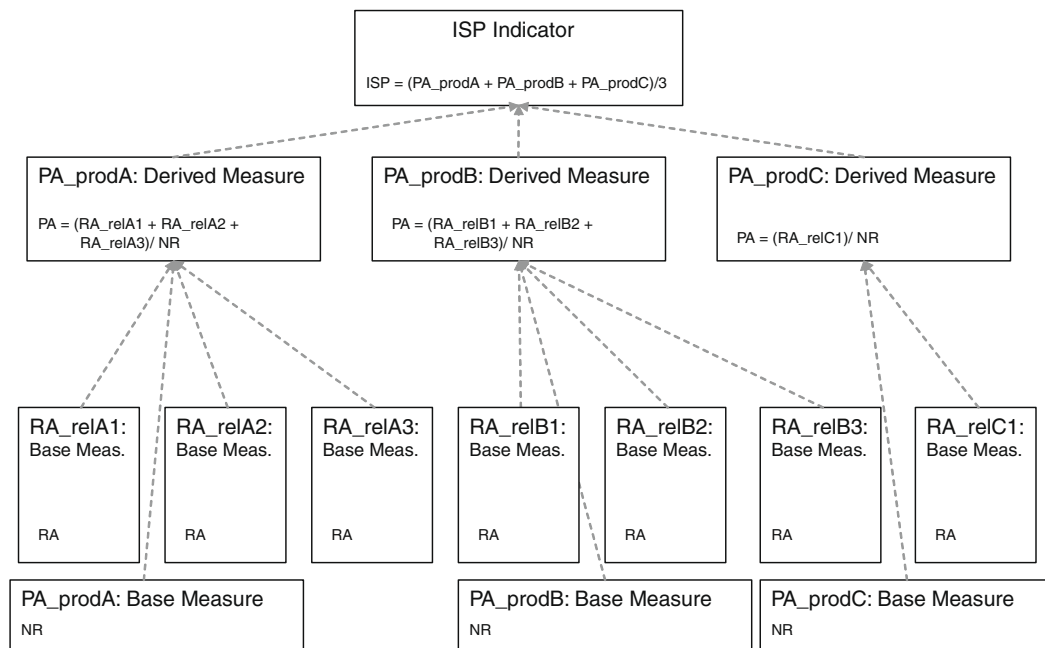 ISP Indicator
ISP = (PA_prodA + PA_prodB + PA_prodC)/3
PA_prodA: Derived Measure
PA = (RA_relA1 + RA_relA2 +
RA_relA3)/ NR
PA_prodB: Derived Measure
PA = (RA_relB1 + RA_relB2 +
RA_relB3)/ NR
PA_prodC: Derived Measure
PA = (RA_relC1)/ NR
RA_relA1:
Base Meas.
RA
RA_relA2:
Base Meas.
RA
RA_relA3:
Base Meas.
RA
RA_relB1:
Base Meas.
RA
RA_relB2:
Base Meas.
RA
RA_relB3:
Base Meas.
RA
RA_relC1:
Base Meas.
RA
PA_prodA: Base Measure
NR
PA_prodB: Base Measure
NR
PA_prodC: Base Measure
NR